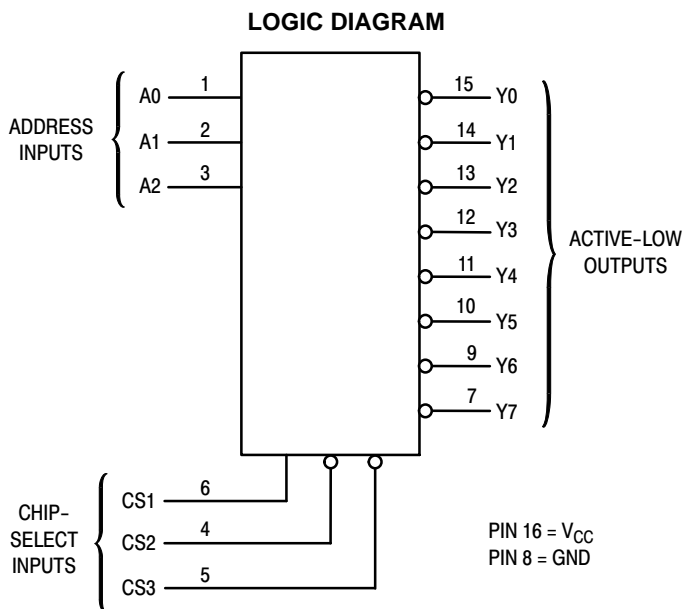 LOGIC DIAGRAM
ADDRESS
INPUTS
A0 1
A1 2
A2 3
15 Y0
14 Y1
13 Y2
12 Y3
11 Y4
10 Y5
9 Y6
7 Y7
ACTIVE-LOW
OUTPUTS
CHIP-
SELECT
INPUTS
CS1 6
CS2 4
CS3 5
PIN 16 = VCC
PIN 8 = GND